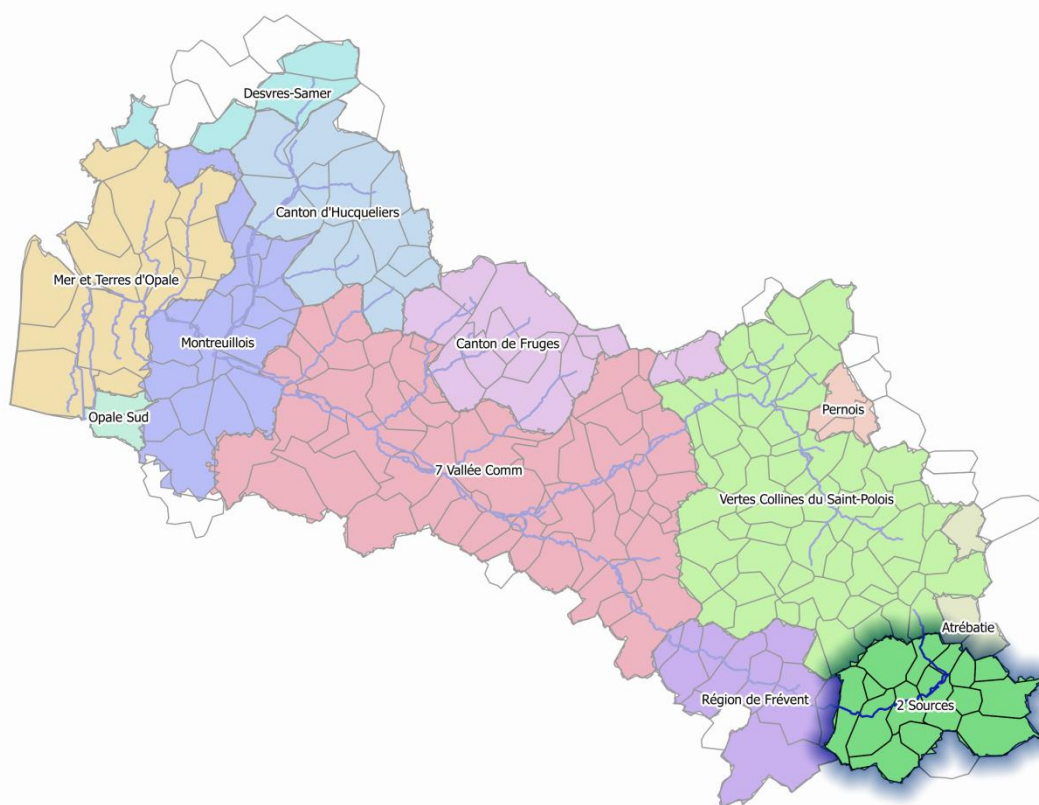 Desvres-Samer
Canton d'Hucqueliers
Mer et Terres d'Opale
Montreuillois
Canton de Fruges
Opale Sud
Pernois
7 Vallée Comm
Vertes Collines du Saint-Polois
Atrébatie
Région de Frévent
2 Sources